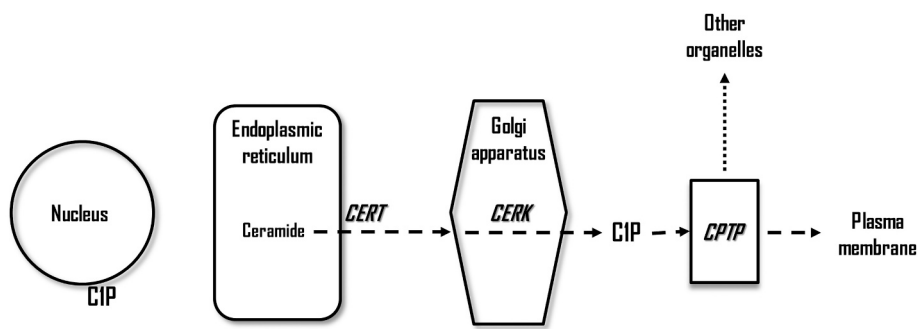 Nucleus
C1P
Endoplasmic
reticulum
Ceramide
CERT
Golgi
apparatus
CERK
C1P
CPTP
Other
organelles
Plasma
membrane